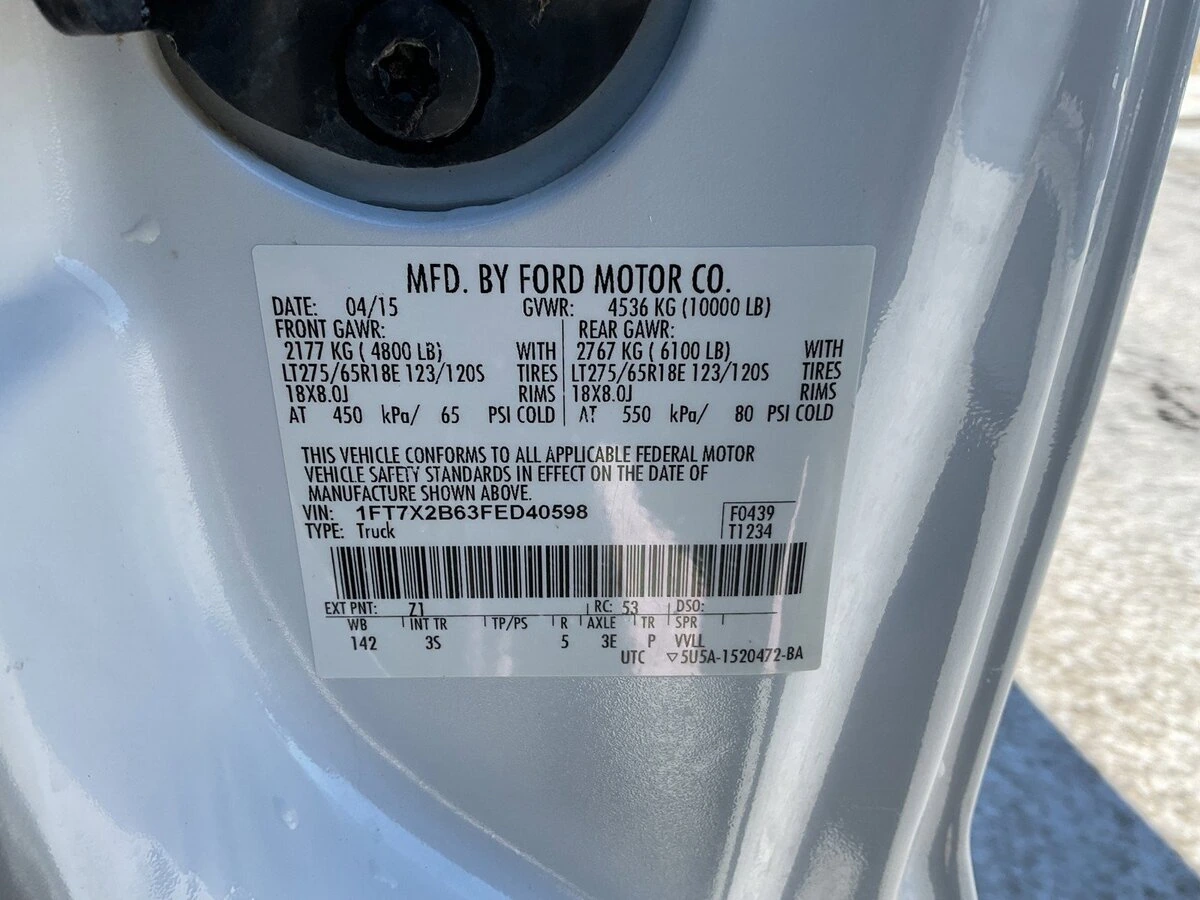 MFD. BY FORD MOTOR CO.
DATE: 04/15 GVWR: 4536 KG (10000 LB)
FRONT GAWR: REAR GAWR:
2177 KG ( 4800 LB) WITH 2767 KG ( 6100 LB) WITH
LT275/65R18E 123/120S TIRES LT275/65R18E 123/120S TIRES
18X8.0J RIMS 18X8.0J RIMS
AT 450 kPa/ 65 PSI COLD AT 550 kPa/ 80 PSI COLD
THIS VEHICLE CONFORMS TO ALL APPLICABLE FEDERAL MOTOR
VEHICLE SAFETY STANDARDS IN EFFECT ON THE DATE OF
MANUFACTURE SHOWN ABOVE.
VIN: 1FT7X2B63FED40598 F0439
TYPE: Truck T1234
EXT PNT: Z1 RC: 53 DSO:
WB INT TR TP/PS R AXLE TR SPR
142 3S 5 3E P VVLL
UTC ▽5U5A-1520472-BA